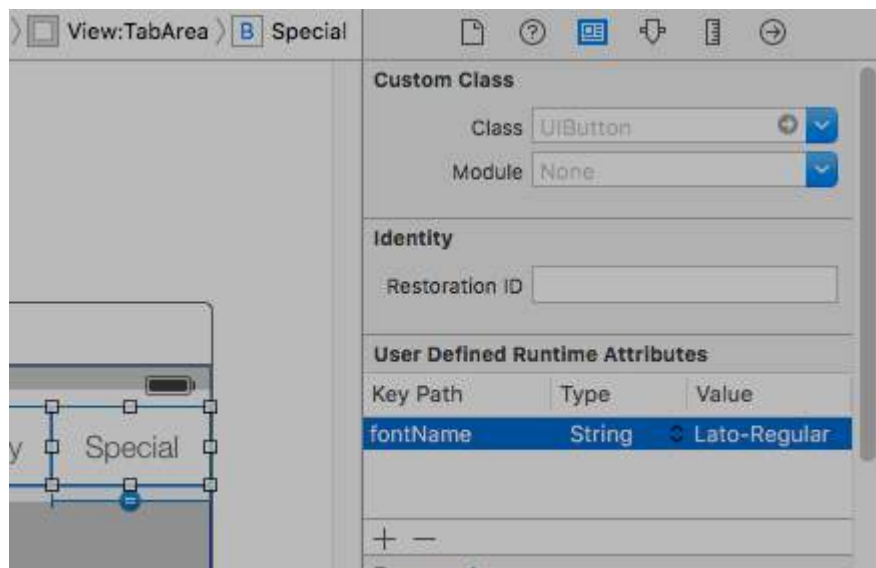 View:TabArea
B Special
Custom Class
Class UIButton
Module None
Identity
Restoration ID
User Defined Runtime Attributes
Key Path Type Value
fontName String Lato-Regular
y Special